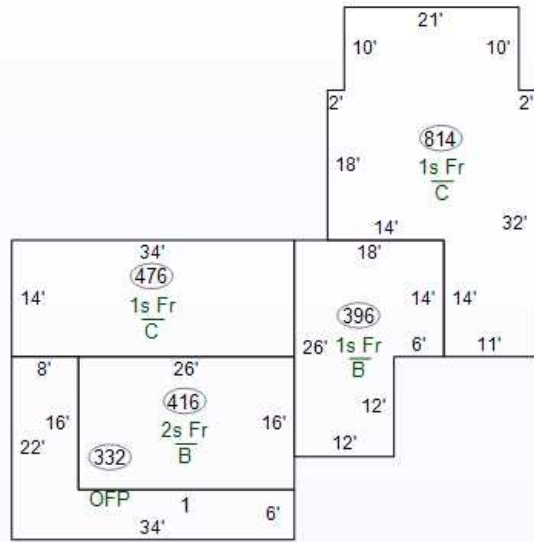 21'
10' 10'
2' 2'
814
1s Fr
C
18'
32'
14'
34' 18'
476
14'
1s Fr
C
14' 14'
396
1s Fr
B
26'
6' 11'
8' 26'
416
2s Fr
B
16' 16'
22'
12'
12'
332
OFP
1
6'
34'